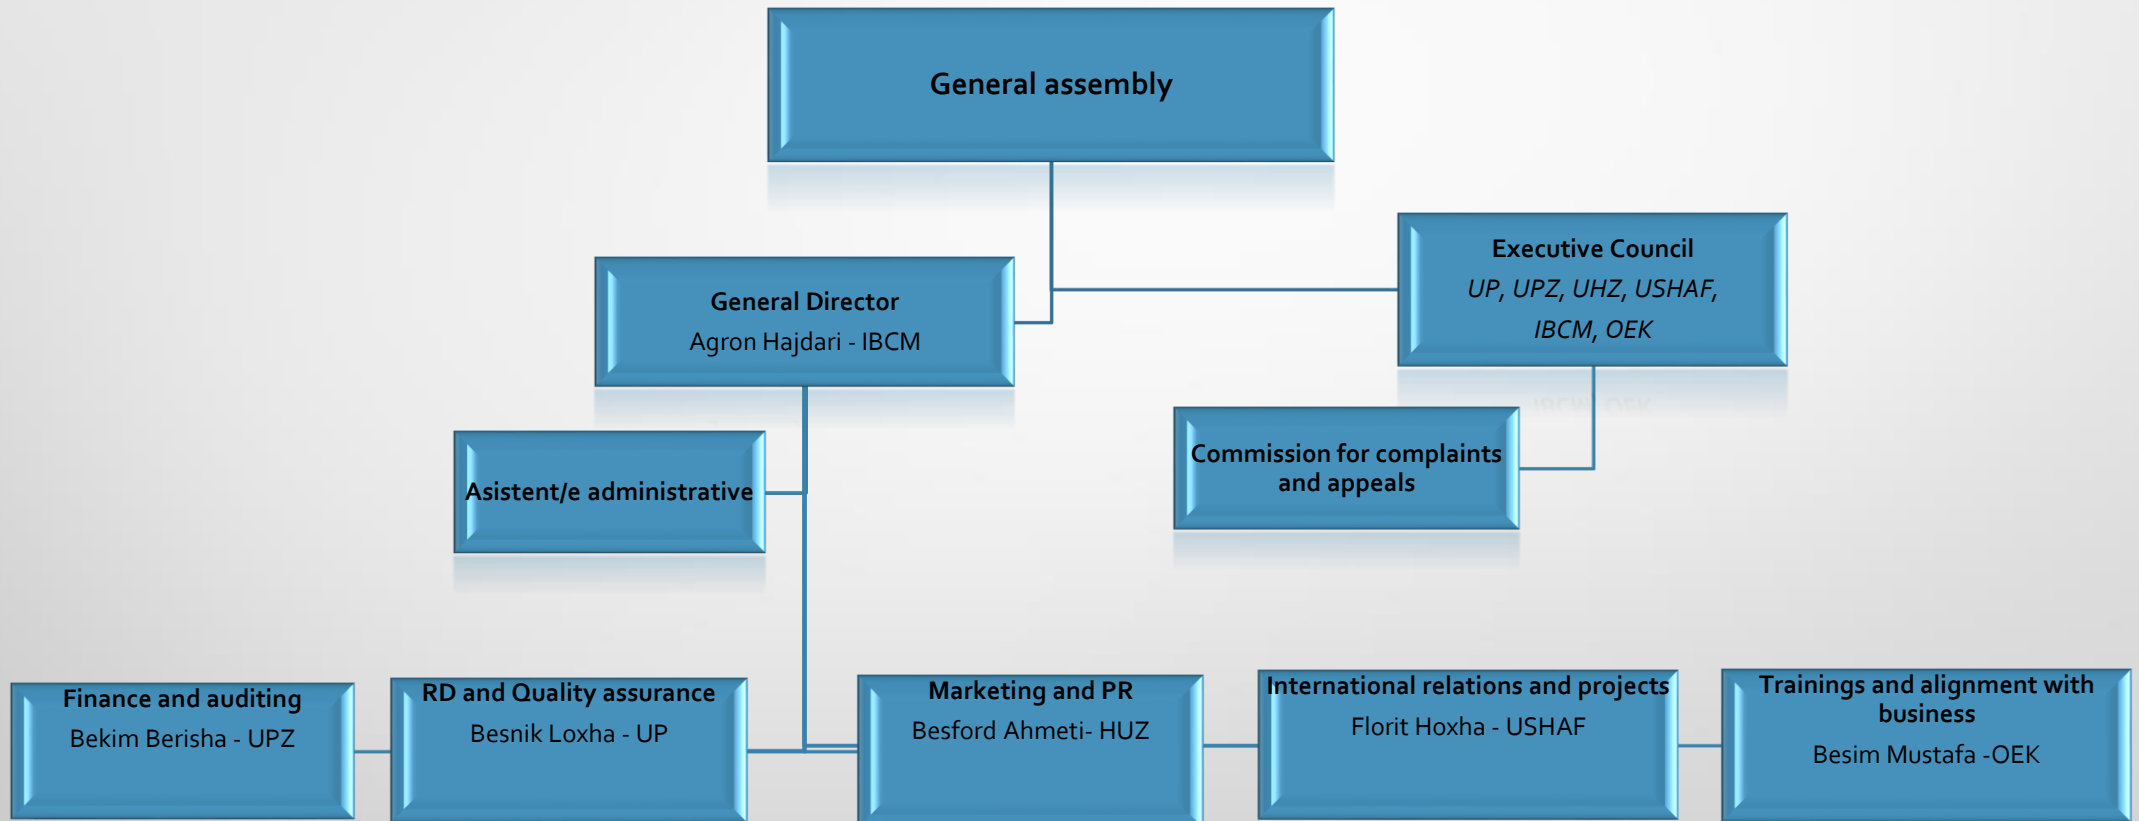 General assembly
Executive Council
UP, UPZ, UHZ, USHAF,
IBCM, OEK
General Director
Agron Hajdari - IBCM
Commission for complaints
and appeals
Asistent/e administrative
Finance and auditing
Bekim Berisha - UPZ
RD and Quality assurance
Besnik Loxha - UP
Marketing and PR
Besford Ahmeti- HUZ
International relations and projects
Florit Hoxha - USHAF
Trainings and alignment with
business
Besim Mustafa -OEK